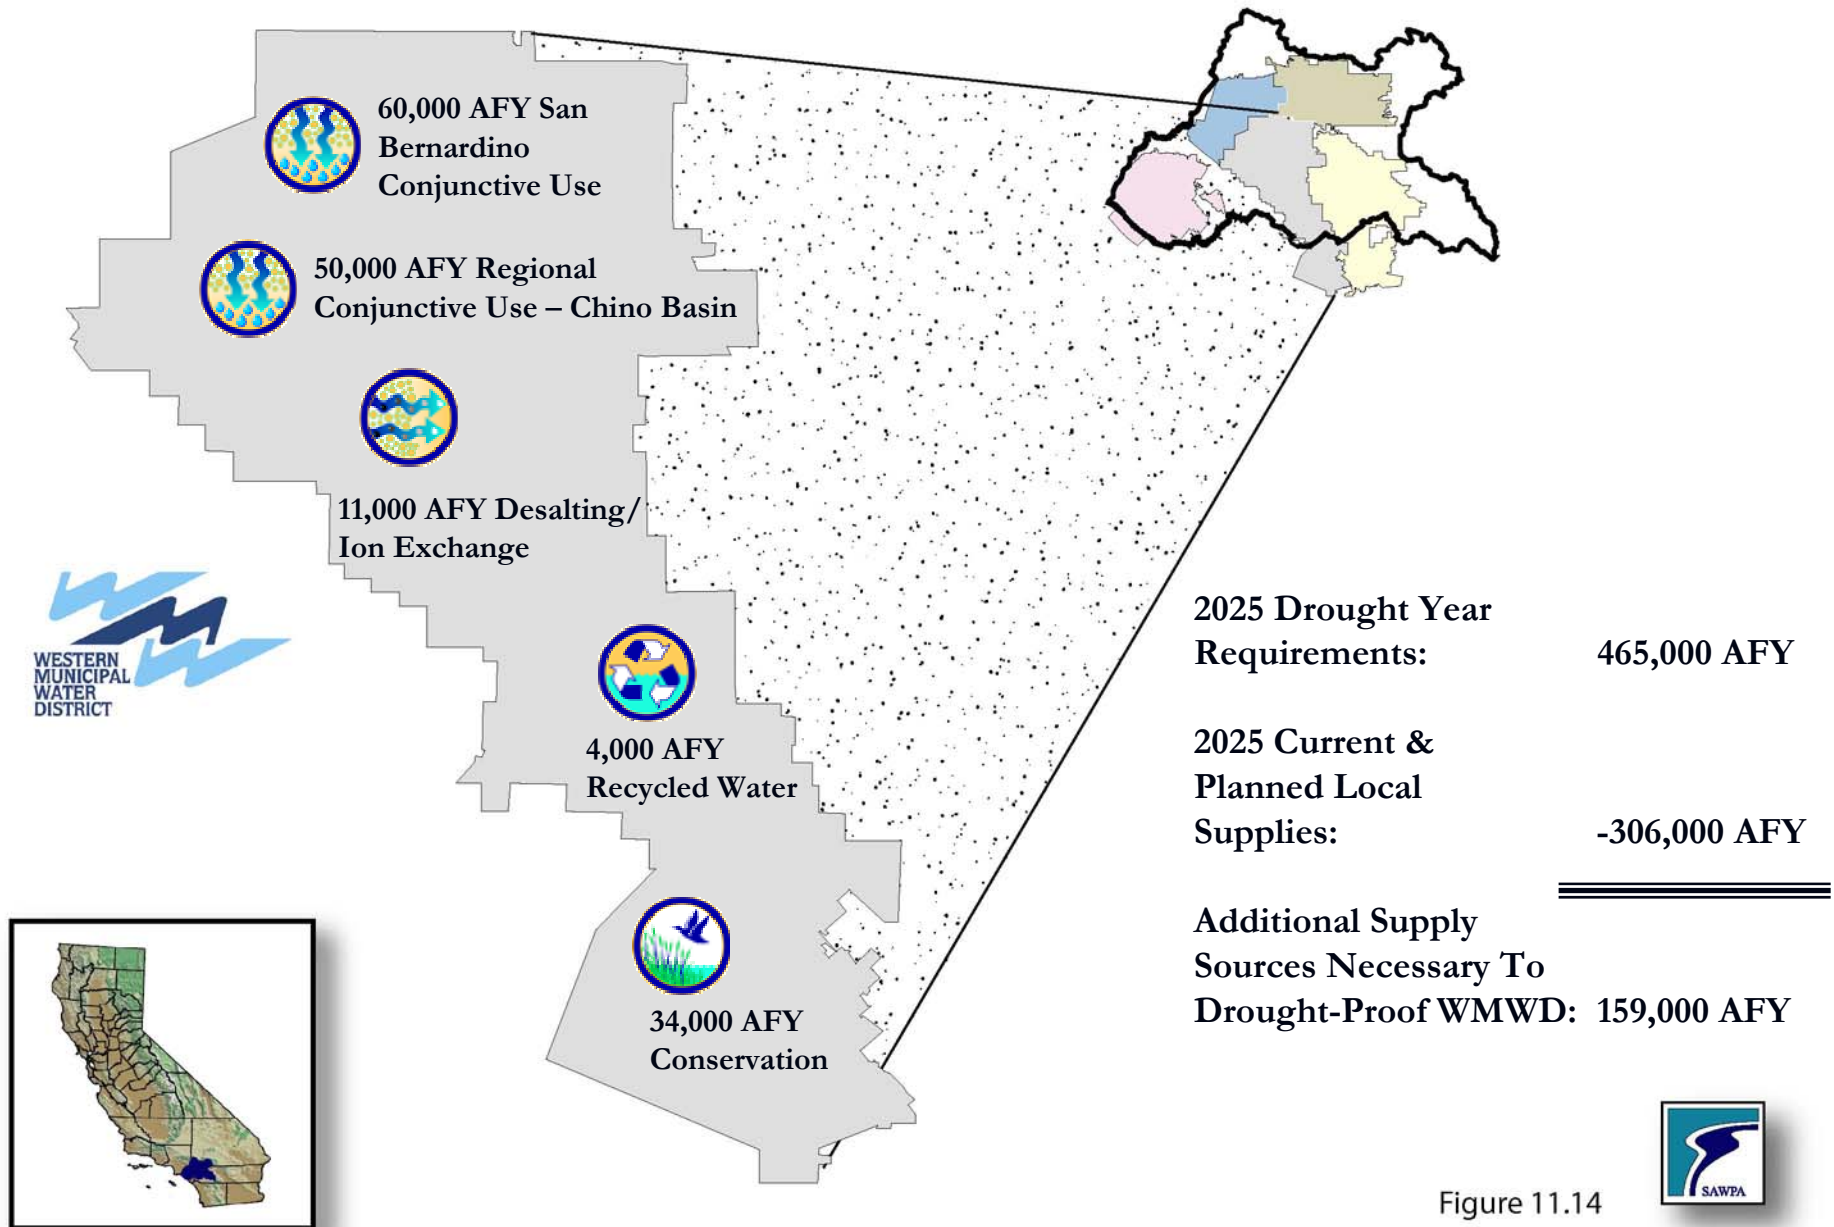 60,000 AFY San
Bernardino
Conjunctive Use
50,000 AFY Regional
Conjunctive Use – Chino Basin
11,000 AFY Desalting/
Ion Exchange
WESTERN
MUNICIPAL
WATER
DISTRICT
4,000 AFY
Recycled Water
34,000 AFY
Conservation
2025 Drought Year
Requirements: 465,000 AFY
2025 Current &
Planned Local
Supplies: -306,000 AFY
Additional Supply
Sources Necessary To
Drought-Proof WMWD: 159,000 AFY
Figure 11.14
SAWPA